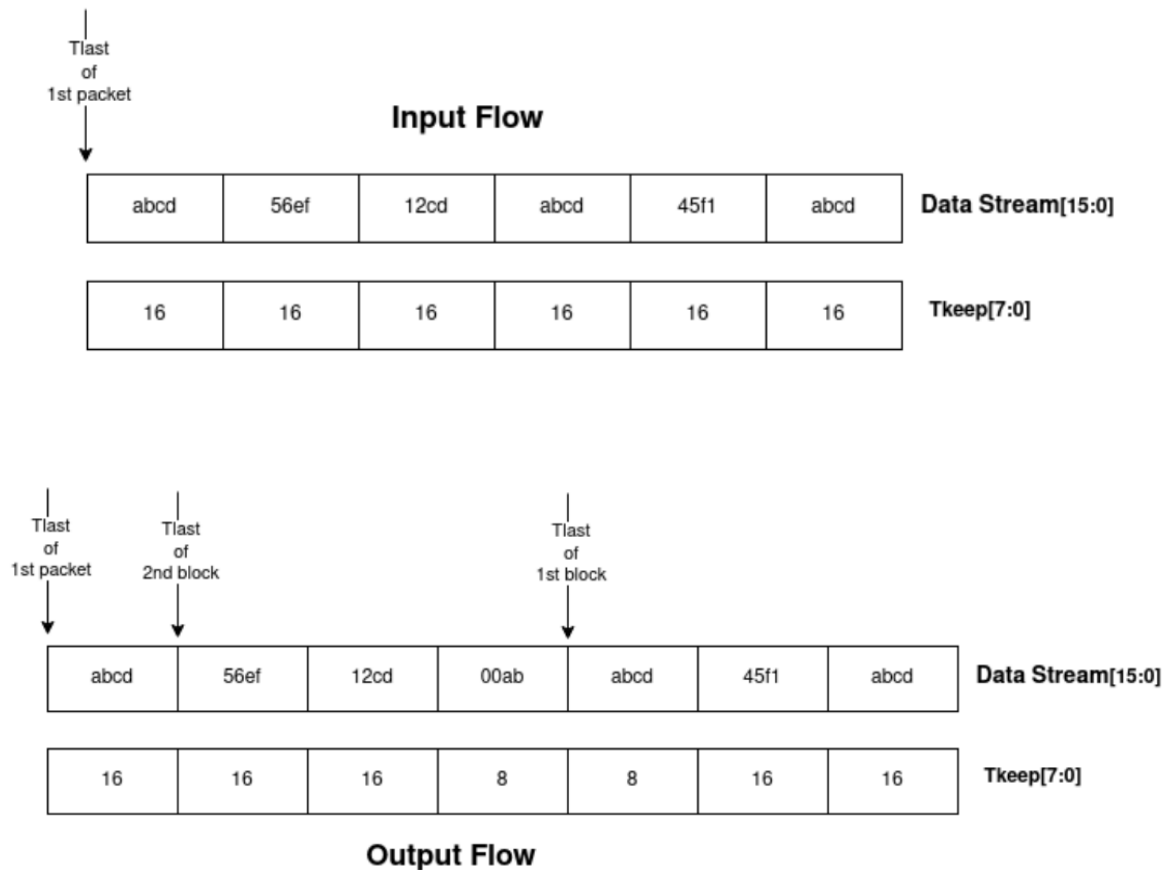 Tlast
of
1st packet
Input Flow
abcd 56ef 12cd abcd 45f1 abcd Data Stream[15:0]
16 16 16 16 16 16 Tkeep[7:0]
Tlast
of
1st packet
Tlast
of
2nd block
Tlast
of
1st block
abcd 56ef 12cd 00ab abcd 45f1 abcd Data Stream[15:0]
16 16 16 8 8 16 16 Tkeep[7:0]
Output Flow